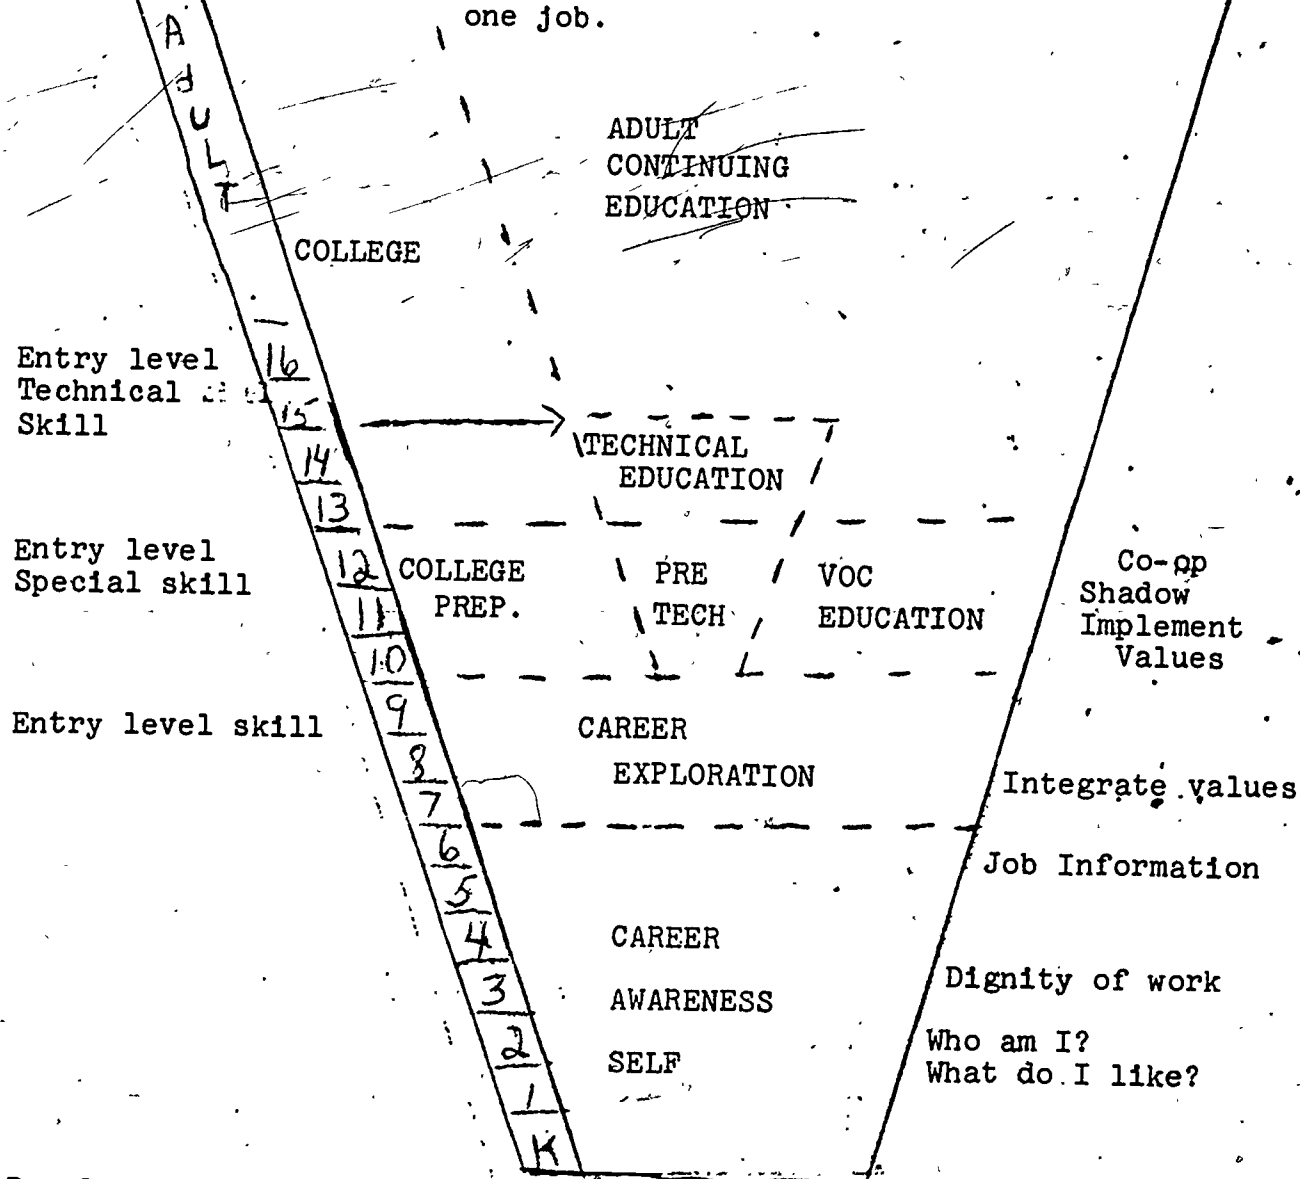 one job.
A
d
U
L
T
ADULT
CONTINUING
EDUCATION
COLLEGE
Entry level
Technical
Skill
16
15
14
13
TECHNICAL
EDUCATION
Entry level
Special skill
12
11
10
COLLEGE
PREP.
PRE
TECH
VOC
EDUCATION
Co-op
Shadow
Implement
Values
Entry level skill
9
8
7
CAREER
EXPLORATION
Integrate values
6
5
4
3
2
1
K
Job Information
CAREER
AWARENESS
SELF
Dignity of work
Who am I?
What do I like?